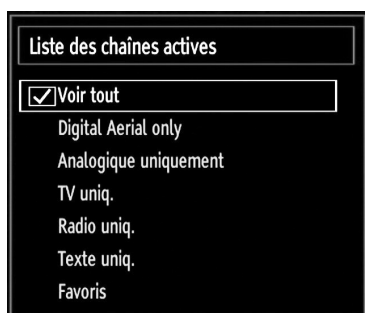 Liste des chaînes actives
Voir tout
Digital Aerial only
Analogique uniquement
TV uniq.
Radio uniq.
Texte uniq.
Favoris